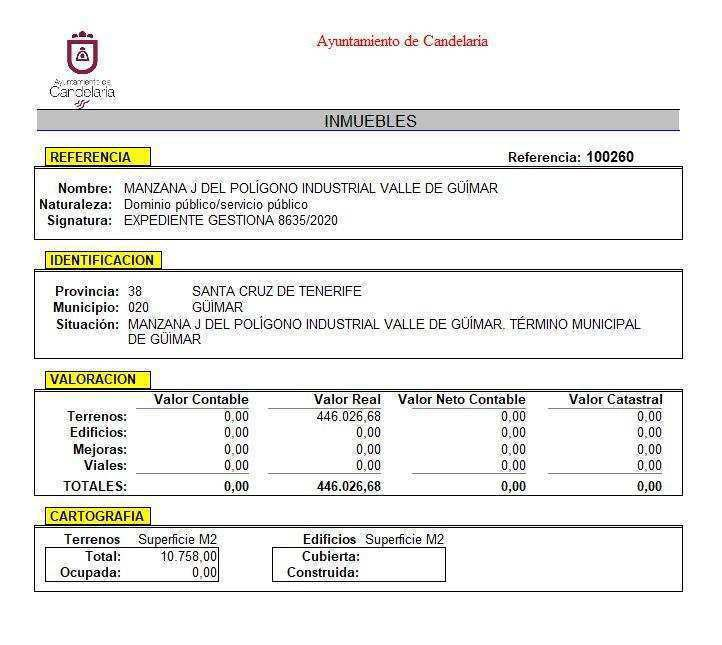 Ayuntamiento de Candelaria
Ayuntamiento de
Candelaria
INMUEBLES
REFERENCIA
Referencia: 100260
Nombre: MANZANA J DEL POLÍGONO INDUSTRIAL VALLE DE GÜÍMAR
Naturaleza: Dominio público/servicio público
Signatura: EXPEDIENTE GESTIONA 8635/2020
IDENTIFICACION
Provincia: 38 SANTA CRUZ DE TENERIFE
Municipio: 020 GÜÍMAR
Situación: MANZANA J DEL POLÍGONO INDUSTRIAL VALLE DE GÜÍMAR. TÉRMINO MUNICIPAL
DE GÜIMAR
VALORACION
Valor Contable Valor Real Valor Neto Contable Valor Catastral
Terrenos: 0,00 446.026,68 0,00 0,00
Edificios: 0,00 0,00 0,00 0,00
Mejoras: 0,00 0,00 0,00 0,00
Viales: 0,00 0,00 0,00 0,00
TOTALES: 0,00 446.026,68 0,00 0,00
CARTOGRAFIA
Terrenos Superficie M2 Edificios Superficie M2
Total: 10.758,00 Cubierta:
Ocupada: 0,00 Construida: